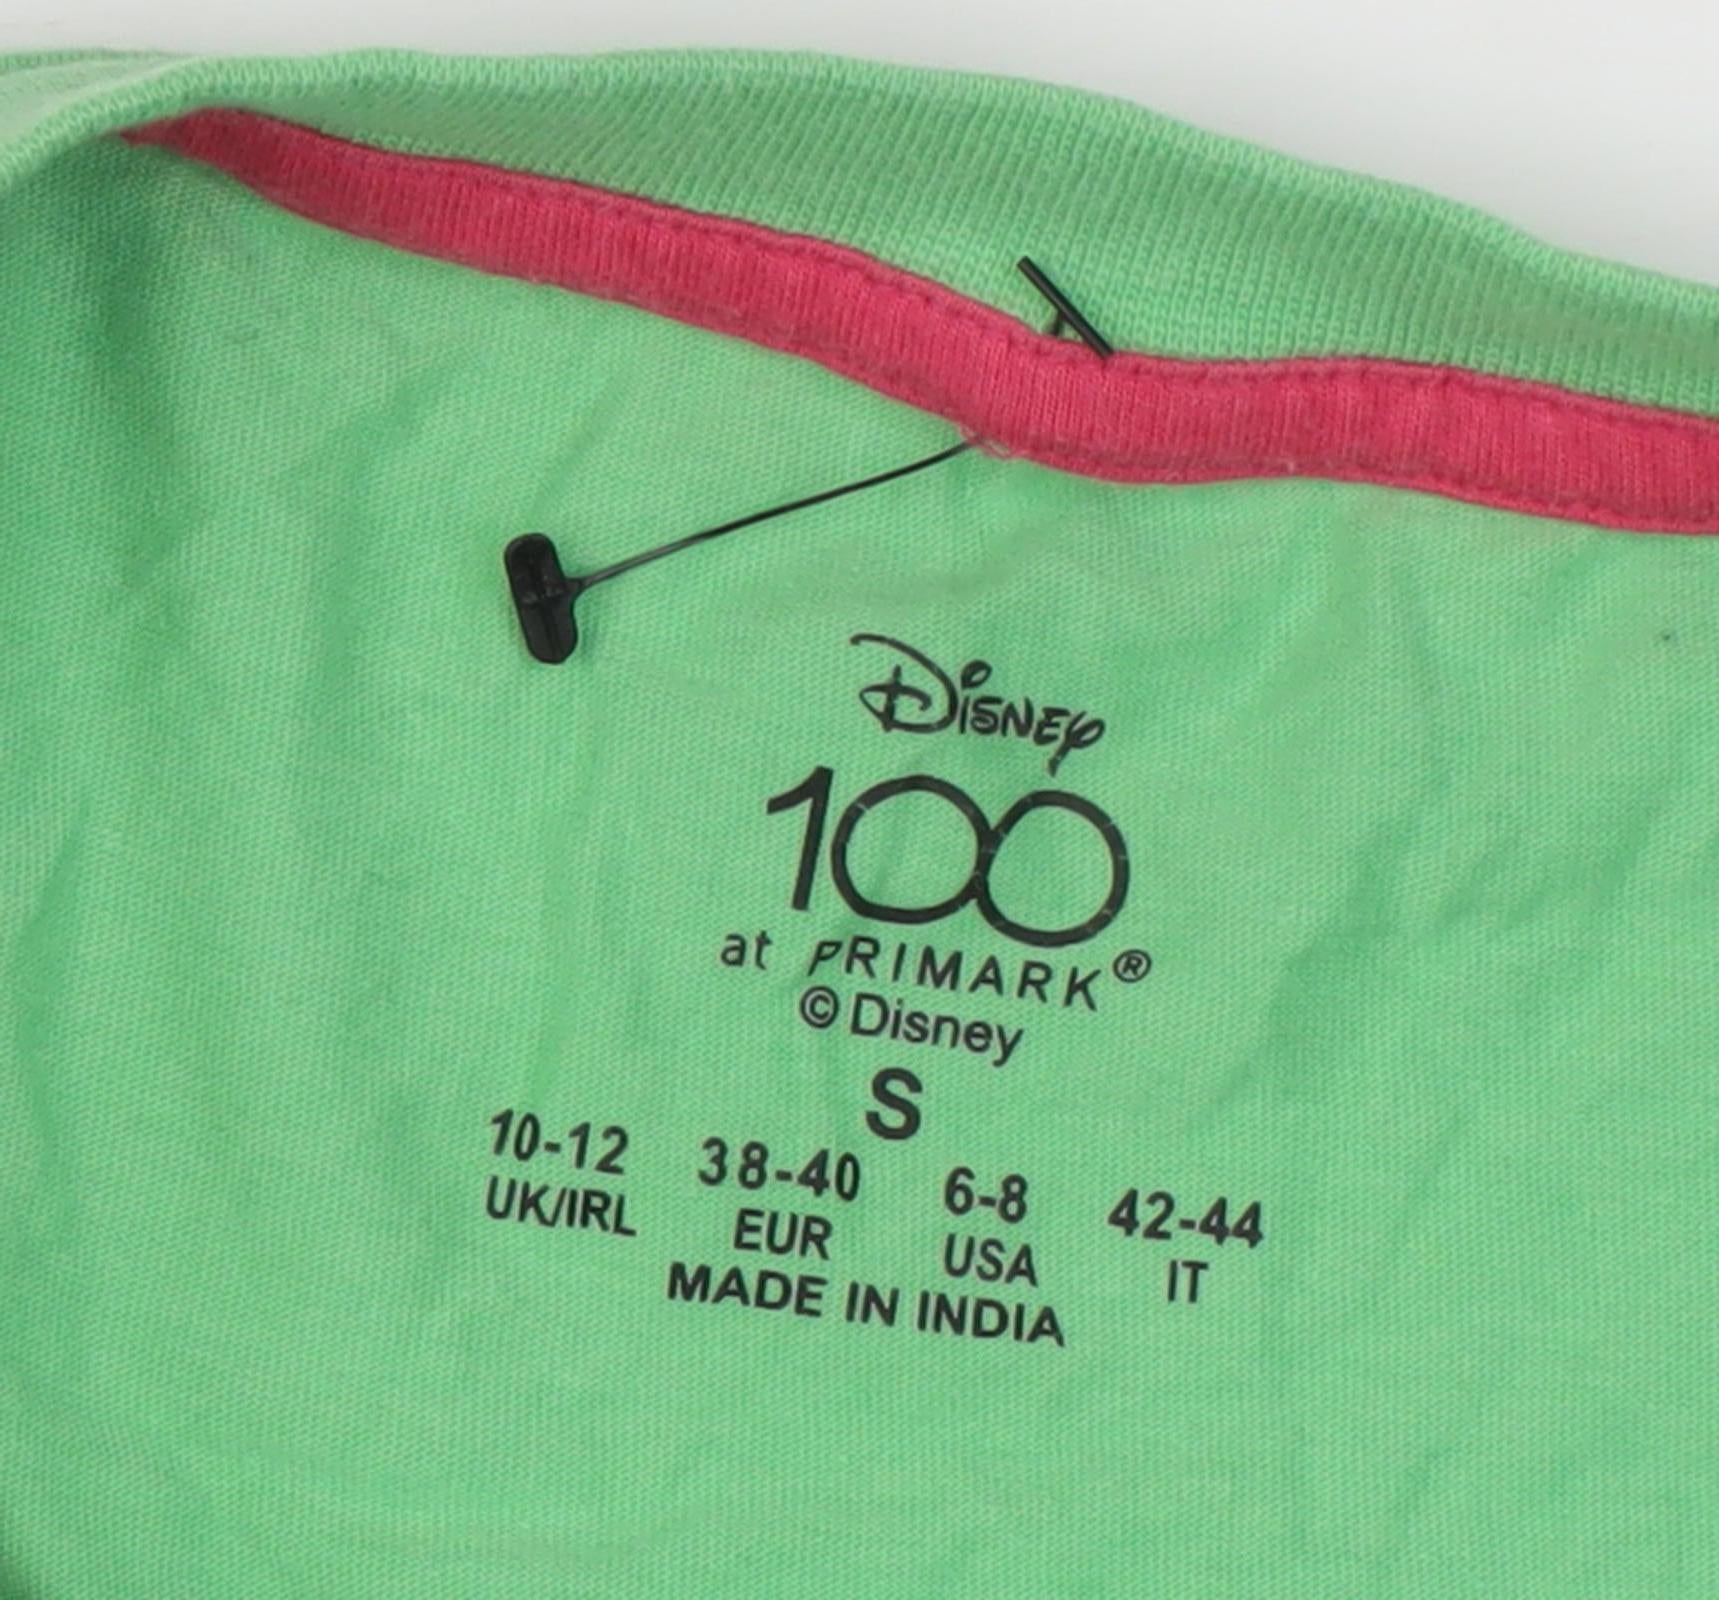 Disney
100
at PRIMARK®
© Disney
S
10-12 38-40 6-8 42-44
UK/IRL EUR USA IT
MADE IN INDIA